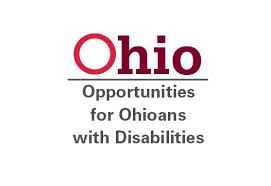 Ohio
Opportunities
for Ohioans
with Disabilities